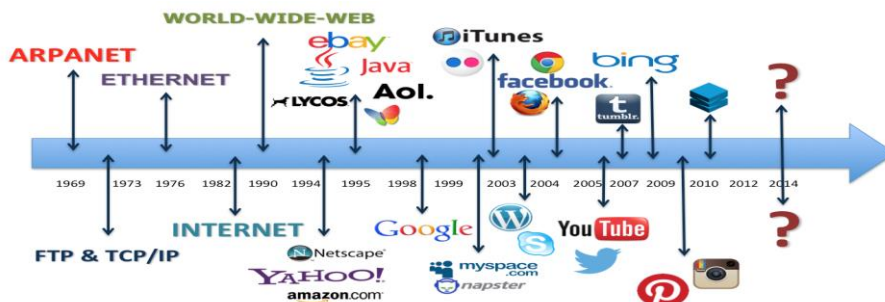 WORLD-WIDE-WEB
ARPANET
ETHERNET
ebay
Java
LYCOS
Aol.
iTunes
facebook
bing
t
tumblr.
?
1969 1973 1976 1982 1990 1994 1995 1998 1999 2003 2004 2005 2007 2009 2010 2012 2014
FTP & TCP/IP
INTERNET
N Netscape®
YAHOO!
amazon.com
Google
myspace
.com
napster
W
S
You Tube
?